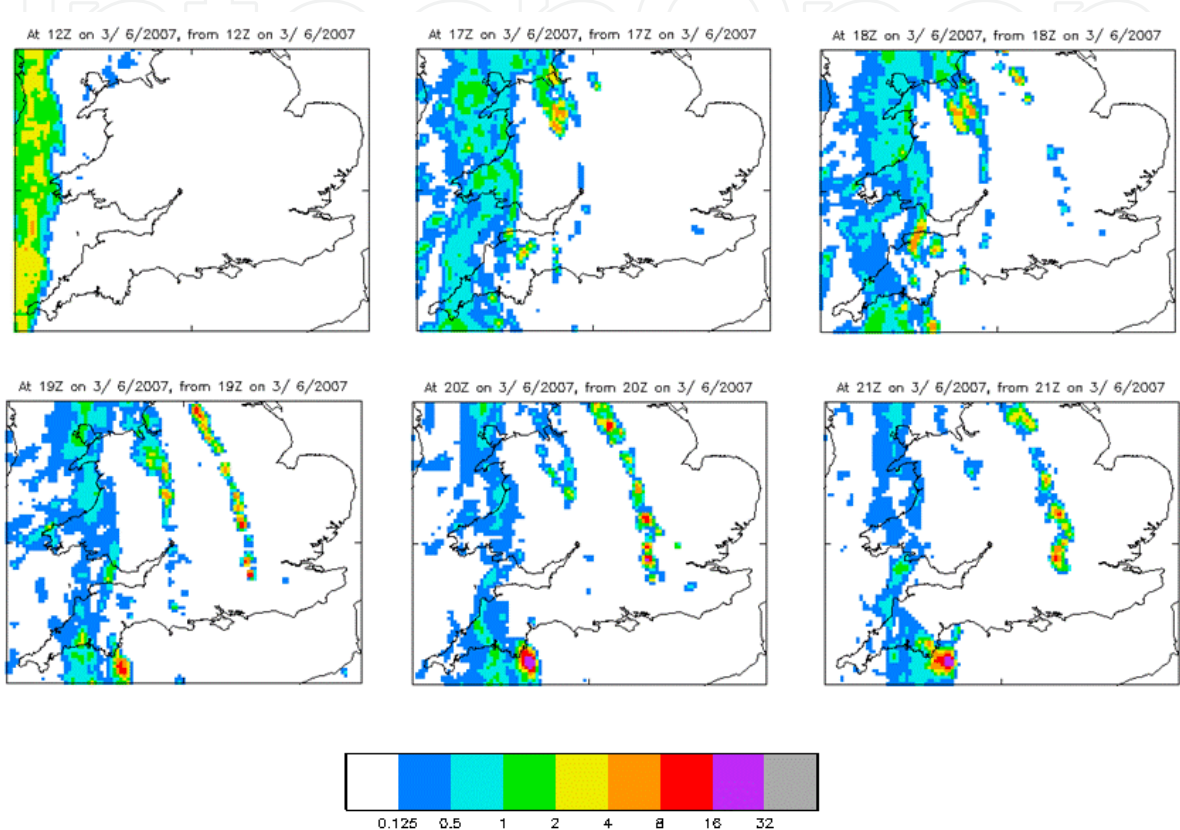 At 12Z on 3/ 6/2007, from 12Z on 3/ 6/2007
At 17Z on 3/ 6/2007, from 17Z on 3/ 6/2007
At 18Z on 3/ 6/2007, from 18Z on 3/ 6/2007
At 19Z on 3/ 6/2007, from 19Z on 3/ 6/2007
At 20Z on 3/ 6/2007, from 20Z on 3/ 6/2007
At 21Z on 3/ 6/2007, from 21Z on 3/ 6/2007
0.125 0.5 1 2 4 8 16 32